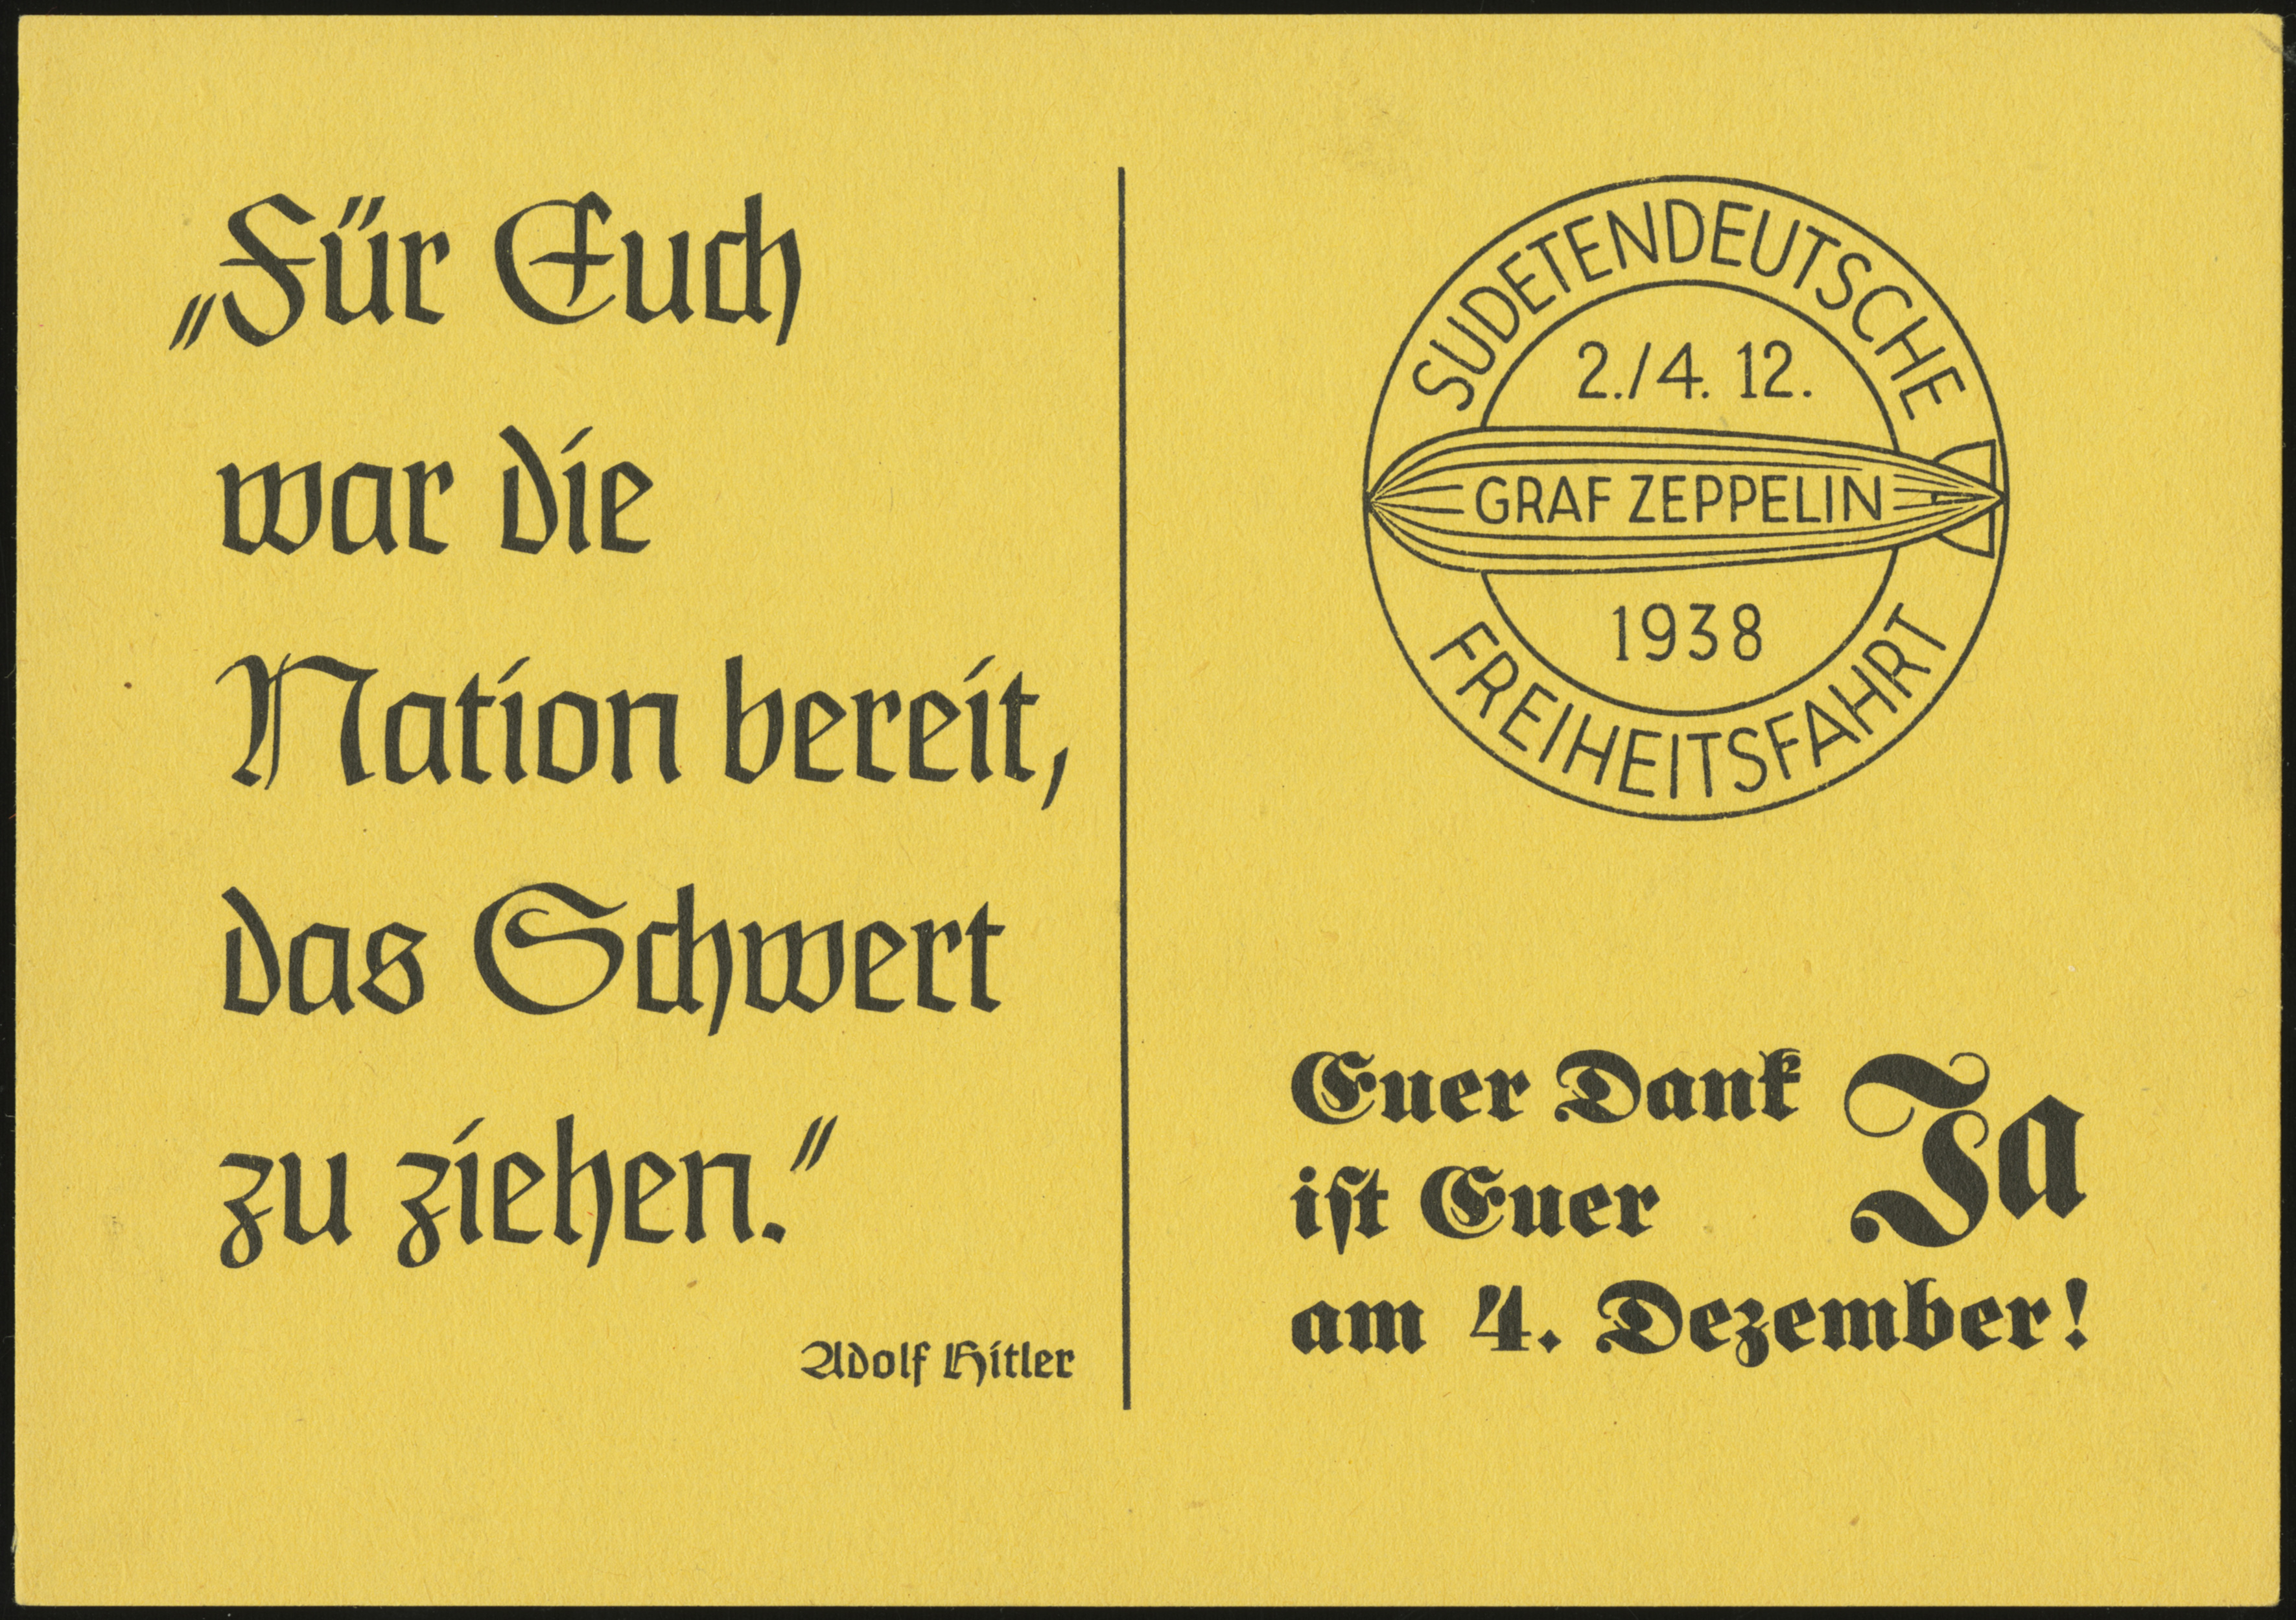 „Für Euch
war die
Nation bereit,
das Schwert
zu ziehen.“
Adolf Hitler
SUDETENDEUTSCHE
2./4. 12.
GRAF ZEPPELIN
1938
FREIHEITSFAHRT
Euer Dank
ist Euer Ja
am 4. Dezember!